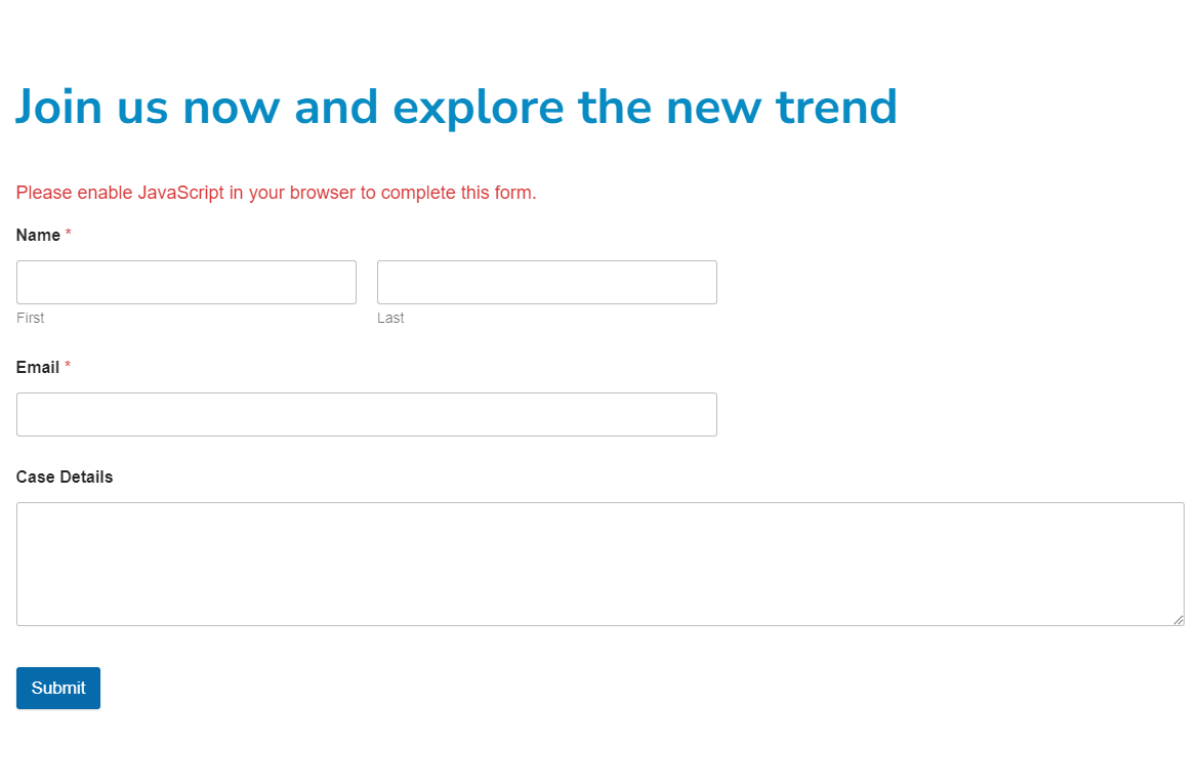 Join us now and explore the new trend
Please enable JavaScript in your browser to complete this form.
Name *
First Last
Email *
Case Details
Submit